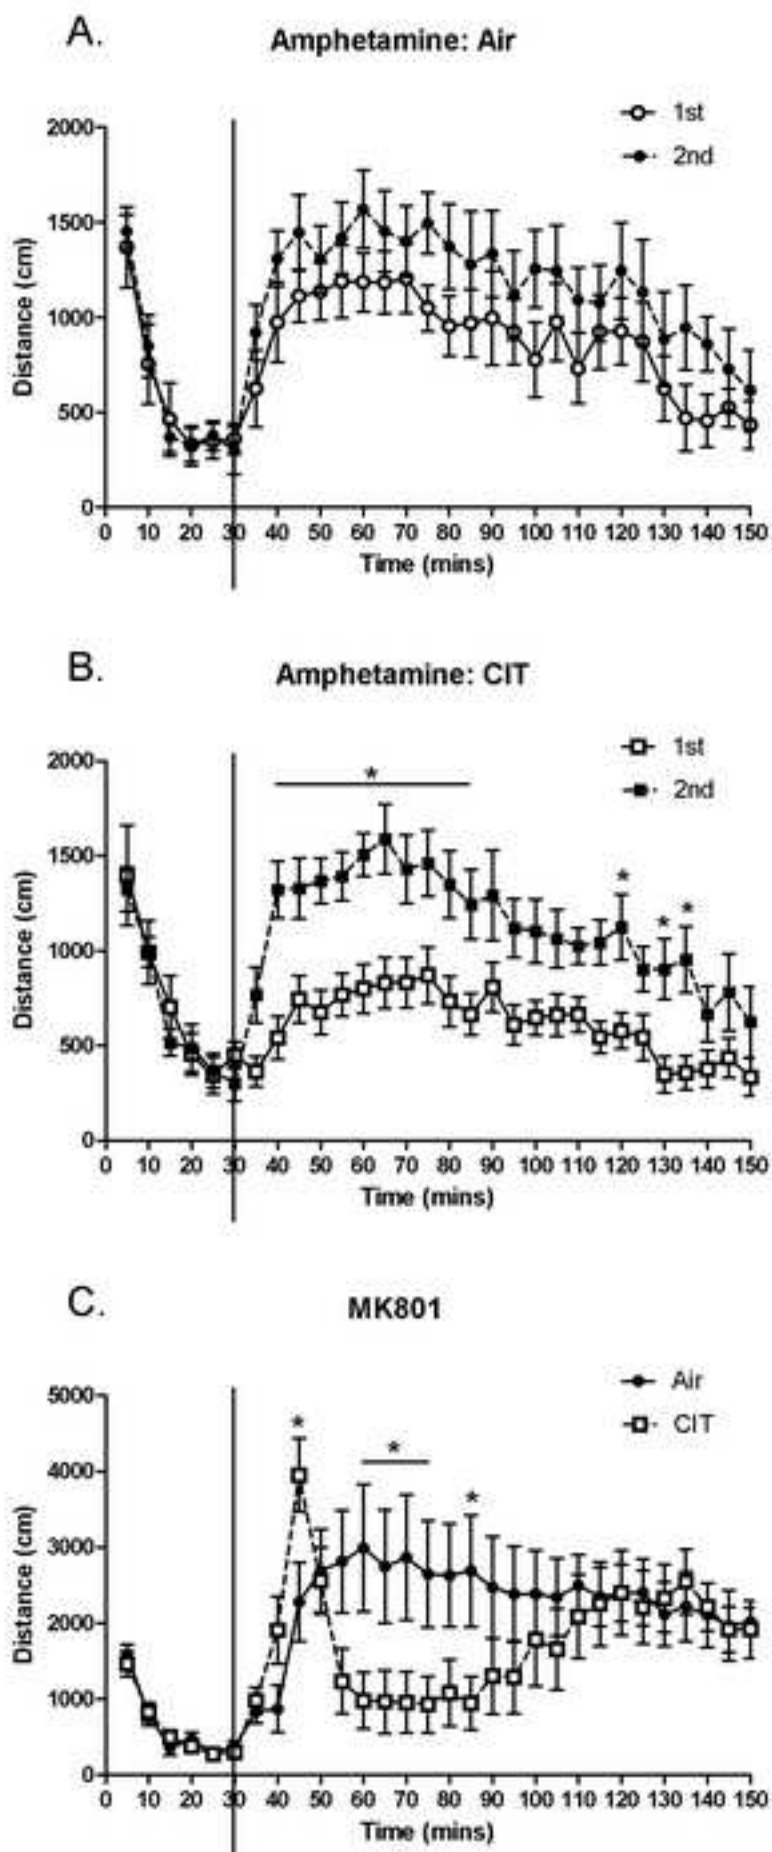 A.
Amphetamine: Air
1st
2nd
2000
1500
1000
500
0
Distance (cm)
0 10 20 30 40 50 60 70 80 90 100 110 120 130 140 150
Time (mins)
B.
Amphetamine: CIT
1st
2nd
2000
1500
1000
500
0
Distance (cm)
*
* * *
0 10 20 30 40 50 60 70 80 90 100 110 120 130 140 150
Time (mins)
C.
MK801
Air
CIT
5000
4000
3000
2000
1000
0
Distance (cm)
* * *
0 10 20 30 40 50 60 70 80 90 100 110 120 130 140 150
Time (mins)